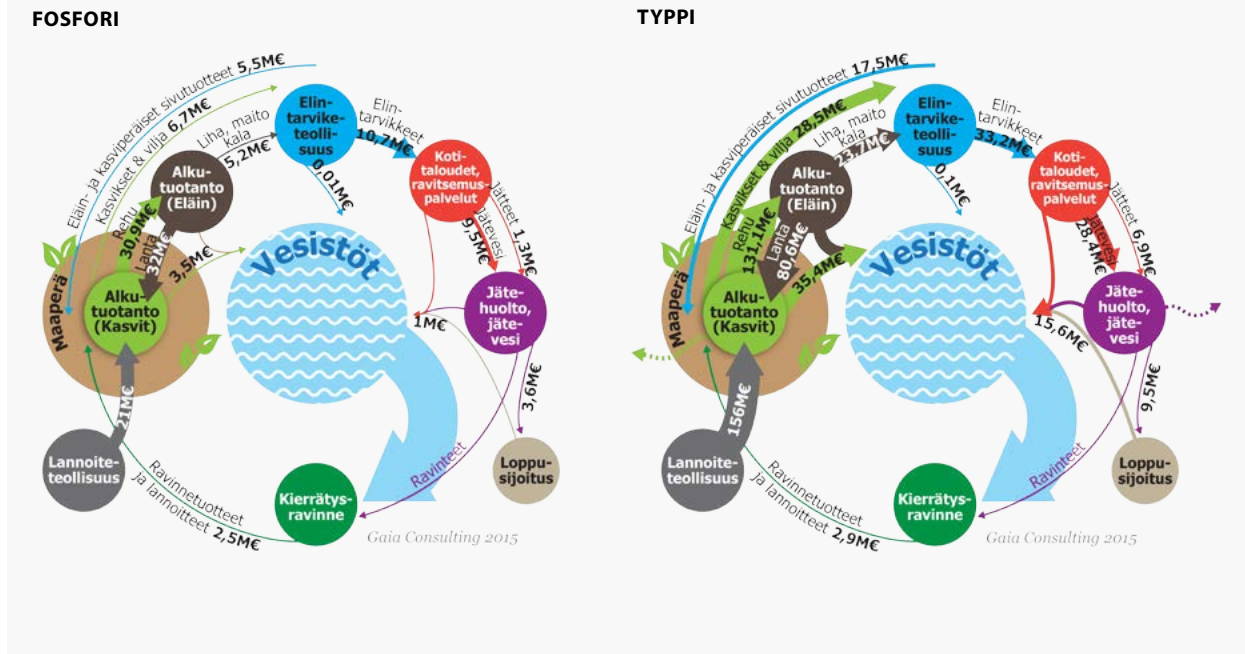 FOSFORI
Eläin- ja kasviperäiset sivutuotteet 5,5M€
Kasvikset & vilja 6,7M€
Liha, maito
kala
5,2M€
Elin-
tarvike-
teolli-
suus
Elin-
tarvikkeet
10,7M€
0,01M€
Koti-
taloudet,
ravitsemus-
palvelut
Jätteet 1,3M€
Jätevesi
9,5M€
Alku-
tuotanto
(Eläin)
Rehu
30,9M€
Lanta
32M€
3,5M€
Vesistöt
Maaperä
Alku-
tuotanto
(Kasvit)
1M€
Jäte-
huolto,
jäte-
vesi
3,6M€
21M€
Lannoite-
teollisuus
Ravinnetuotteet
ja lannoitteet 2,5M€
Kierrätys-
ravinne
Ravinteet
Loppu-
sijoitus
Gaia Consulting 2015
TYPPI
Eläin- ja kasviperäiset sivutuotteet 17,5M€
Kasvikset & vilja 28,5M€
Liha, maito
kala
23,7M€
Elin-
tarvike-
teolli-
suus
Elin-
tarvikkeet
33,2M€
0,1M€
Koti-
taloudet,
ravitsemus-
palvelut
Jätteet 6,9M€
Jätevesi
28,4M€
Alku-
tuotanto
(Eläin)
Rehu
131,1M€
Lanta
80,6M€
35,4M€
Vesistöt
Maaperä
Alku-
tuotanto
(Kasvit)
15,6M€
Jäte-
huolto,
jäte-
vesi
9,5M€
156M€
Lannoite-
teollisuus
Ravinnetuotteet
ja lannoitteet 2,9M€
Kierrätys-
ravinne
Ravinteet
Loppu-
sijoitus
Gaia Consulting 2015